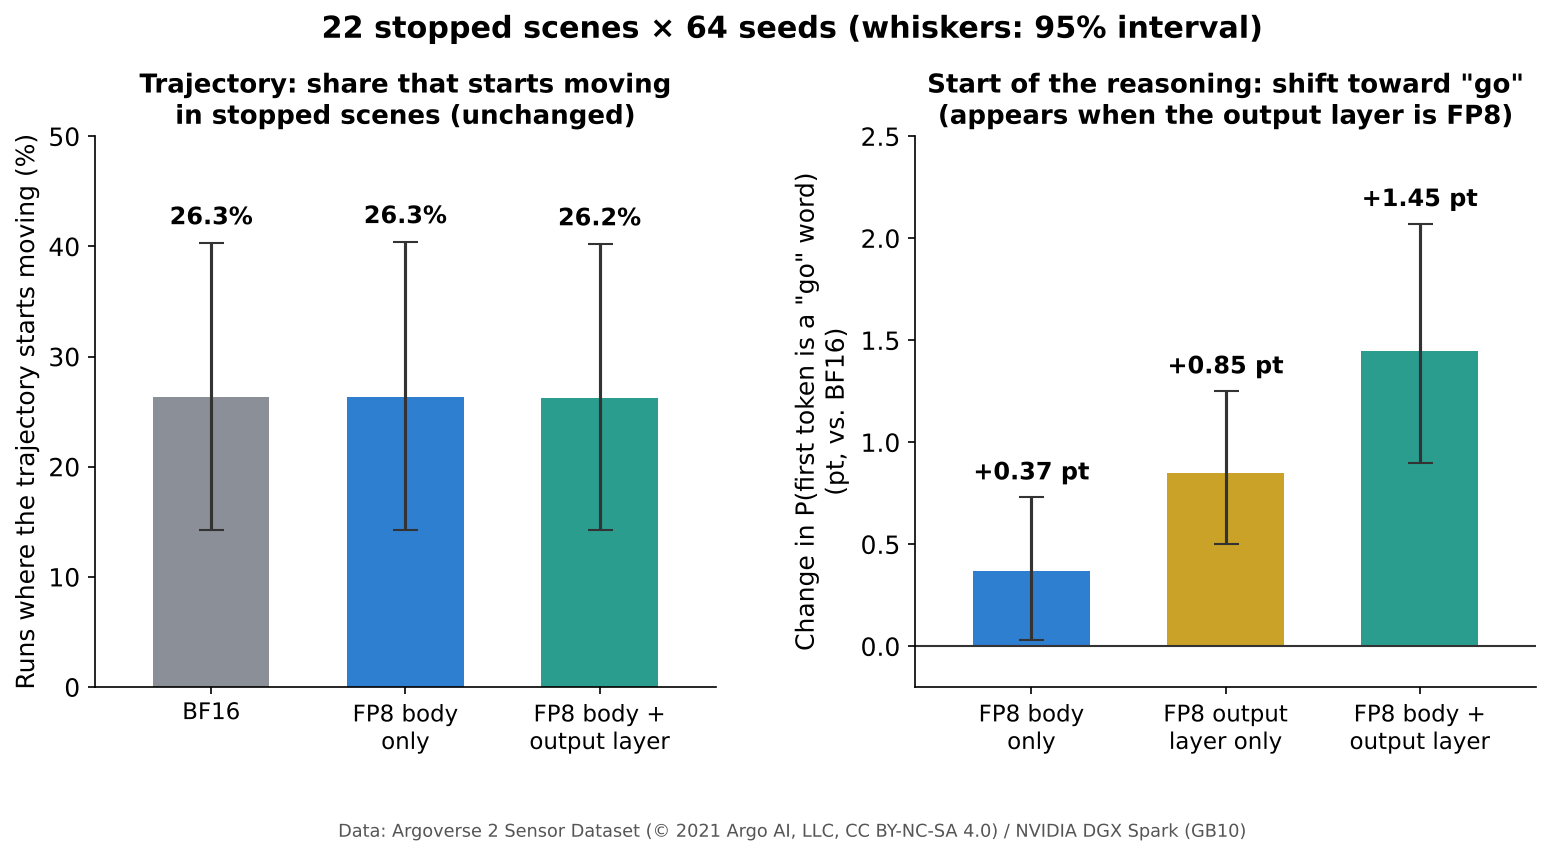 22 stopped scenes × 64 seeds (whiskers: 95% interval)
Trajectory: share that starts moving
in stopped scenes (unchanged)
Runs where the trajectory starts moving (%)
50
40
30
20
10
0
26.3%
26.3%
26.2%
BF16
FP8 body
only
FP8 body +
output layer
Start of the reasoning: shift toward "go"
(appears when the output layer is FP8)
Change in P(first token is a "go" word)
(pt, vs. BF16)
2.5
2.0
1.5
1.0
0.5
0.0
+0.37 pt
+0.85 pt
+1.45 pt
FP8 body
only
FP8 output
layer only
FP8 body +
output layer
Data: Argoverse 2 Sensor Dataset (© 2021 Argo AI, LLC, CC BY-NC-SA 4.0) / NVIDIA DGX Spark (GB10)